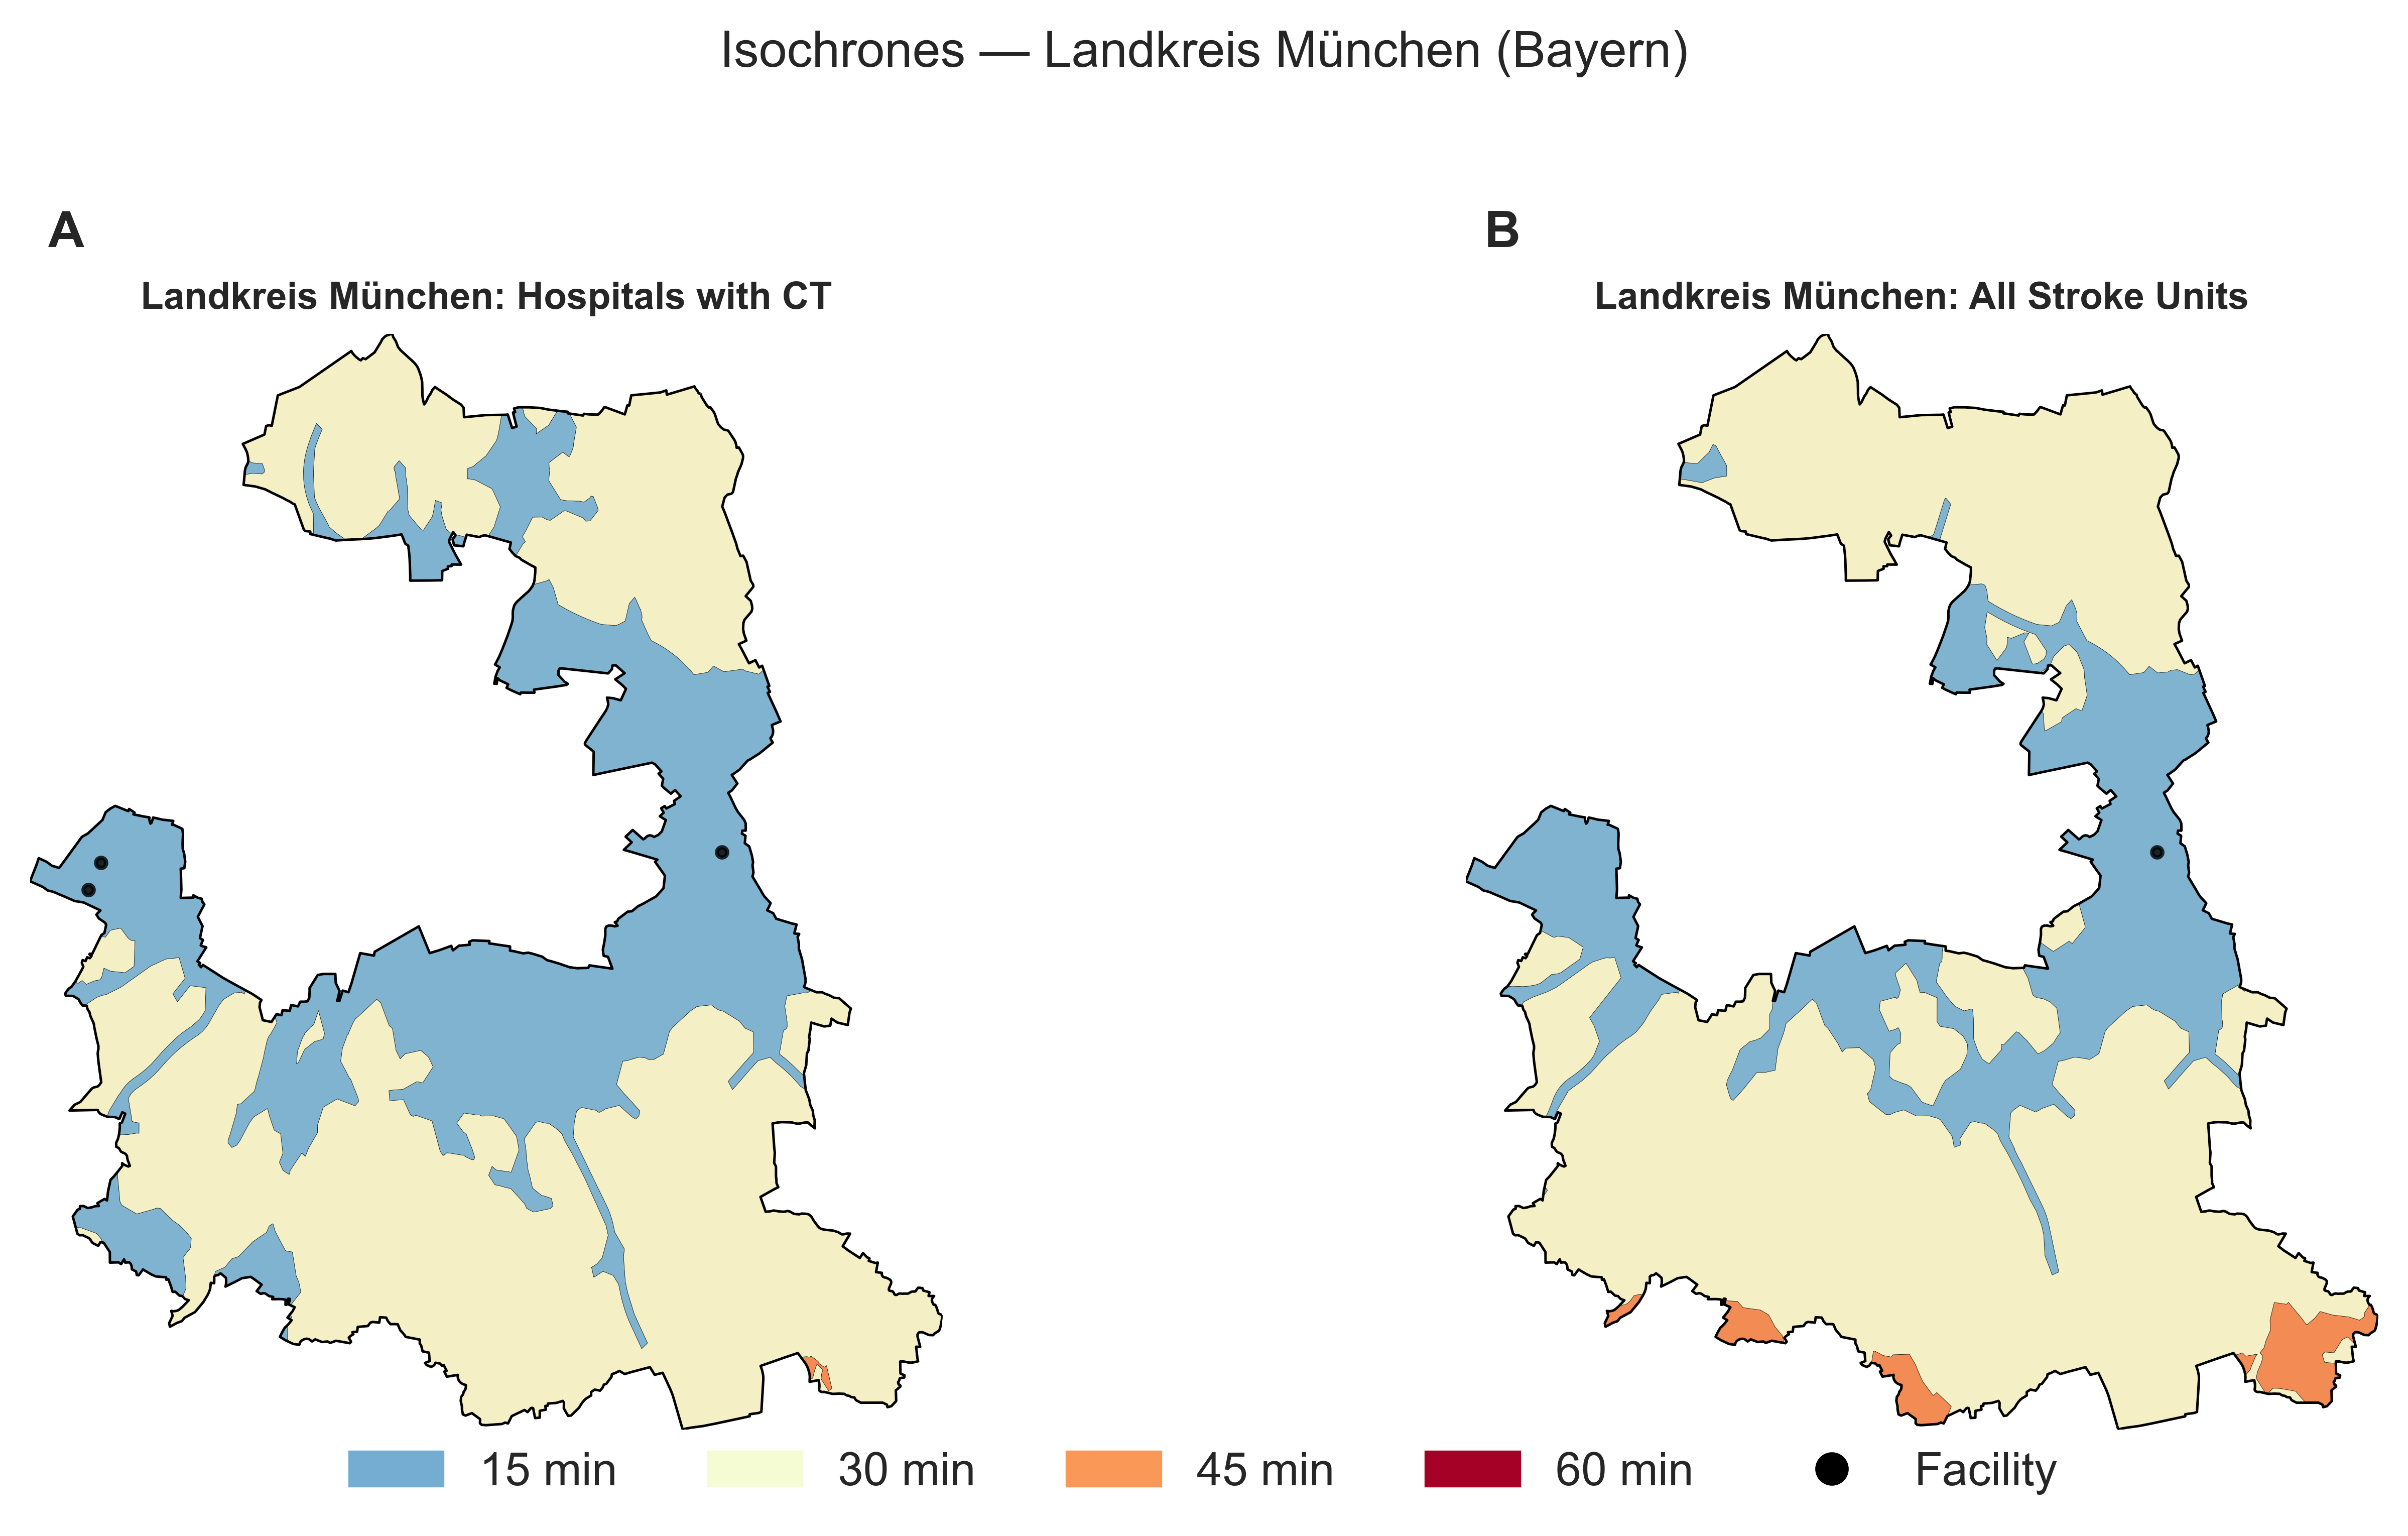 Isochrones — Landkreis München (Bayern)
A
B
Landkreis München: Hospitals with CT
Landkreis München: All Stroke Units
15 min
30 min
45 min
60 min
Facility